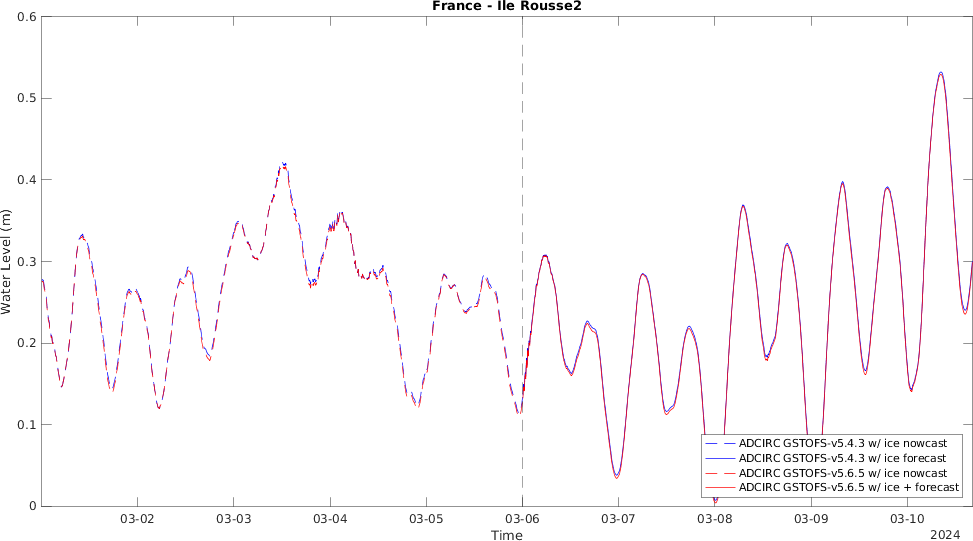 France - Ile Rousse2
0.6
0.5
0.4
0.3
0.2
0.1
0
Water Level (m)
ADCIRC GSTOFS-v5.4.3 w/ ice nowcast
ADCIRC GSTOFS-v5.4.3 w/ ice forecast
ADCIRC GSTOFS-v5.6.5 w/ ice nowcast
ADCIRC GSTOFS-v5.6.5 w/ ice + forecast
03-02 03-03 03-04 03-05 03-06 03-07 03-08 03-09 03-10
Time
2024